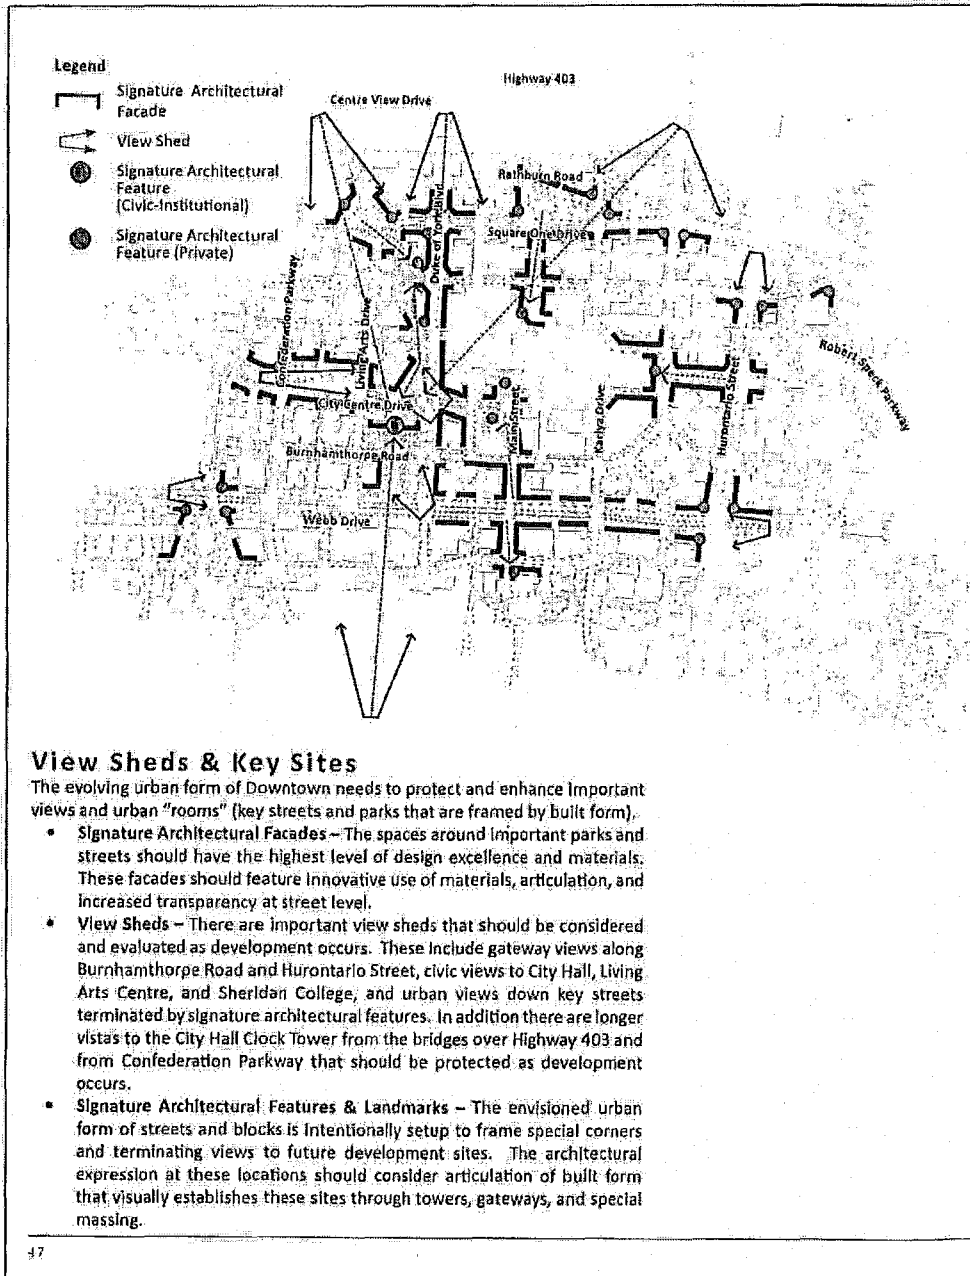 Legend
Highway 403
Signature Architectural
Facade
Centre View Drive
View Shed
Signature Architectural
Feature
(Civic-Institutional)
Rathburn Road
Signature Architectural
Feature (Private)
Duke of York Blvd
Square One Drive
Confederation Parkway
Living Arts Drive
Robert Speck Parkway
City Centre Drive
Main Street
Kariya Drive
Hurontario Street
Burnhamthorpe Road
Webb Drive
View Sheds & Key Sites
The evolving urban form of Downtown needs to protect and enhance important
views and urban "rooms" (key streets and parks that are framed by built form).
• Signature Architectural Facades – The spaces around important parks and
streets should have the highest level of design excellence and materials.
These facades should feature innovative use of materials, articulation, and
increased transparency at street level.
• View Sheds – There are important view sheds that should be considered
and evaluated as development occurs. These include gateway views along
Burnhamthorpe Road and Hurontario Street, civic views to City Hall, Living
Arts Centre, and Sheridan College, and urban views down key streets
terminated by signature architectural features. In addition there are longer
vistas to the City Hall Clock Tower from the bridges over Highway 403 and
from Confederation Parkway that should be protected as development
occurs.
• Signature Architectural Features & Landmarks – The envisioned urban
form of streets and blocks is intentionally setup to frame special corners
and terminating views to future development sites. The architectural
expression at these locations should consider articulation of built form
that visually establishes these sites through towers, gateways, and special
massing.
47